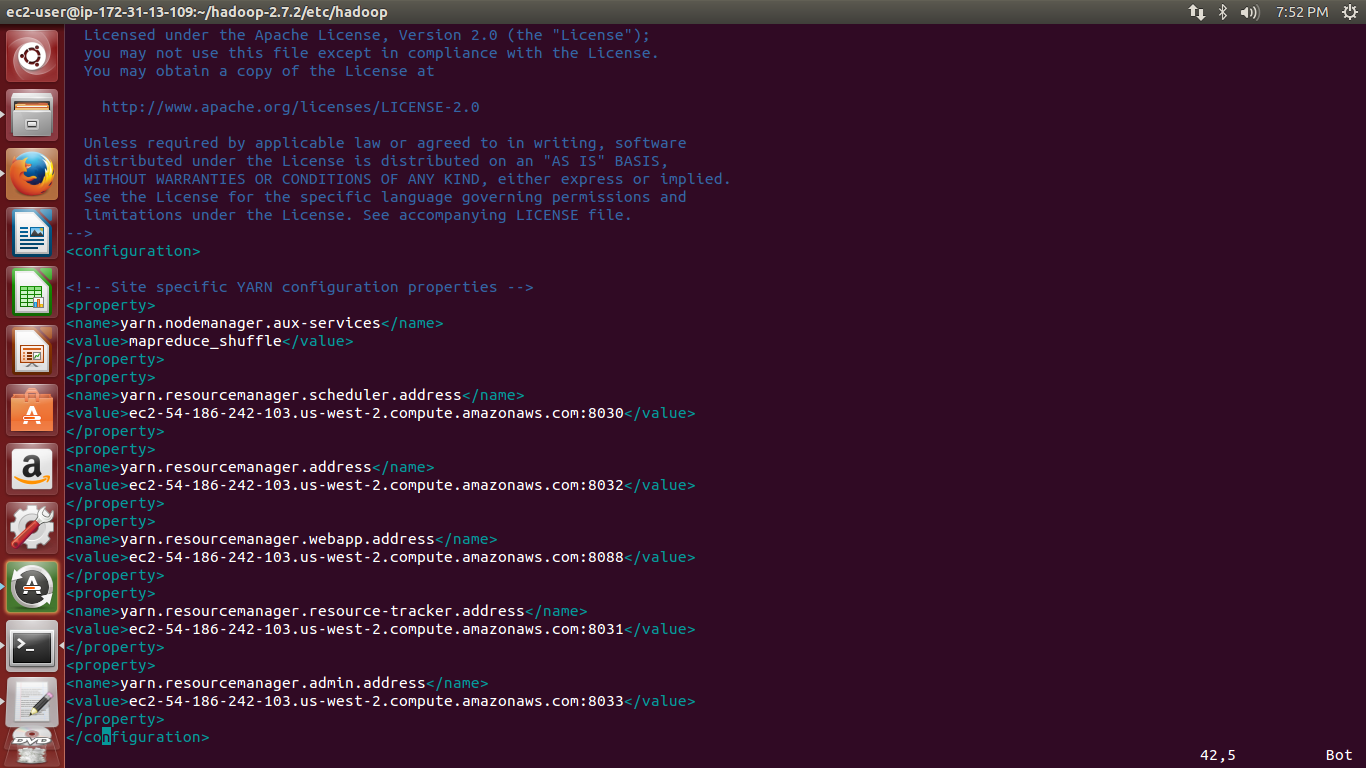 ec2-user@ip-172-31-13-109:~/hadoop-2.7.2/etc/hadoop
7:52 PM
Licensed under the Apache License, Version 2.0 (the "License");
you may not use this file except in compliance with the License.
You may obtain a copy of the License at
http://www.apache.org/licenses/LICENSE-2.0
Unless required by applicable law or agreed to in writing, software
distributed under the License is distributed on an "AS IS" BASIS,
WITHOUT WARRANTIES OR CONDITIONS OF ANY KIND, either express or implied.
See the License for the specific language governing permissions and
limitations under the License. See accompanying LICENSE file.
-->
<configuration>
<!-- Site specific YARN configuration properties -->
<property>
<name>yarn.nodemanager.aux-services</name>
<value>mapreduce_shuffle</value>
</property>
<property>
<name>yarn.resourcemanager.scheduler.address</name>
<value>ec2-54-186-242-103.us-west-2.compute.amazonaws.com:8030</value>
</property>
<property>
<name>yarn.resourcemanager.address</name>
<value>ec2-54-186-242-103.us-west-2.compute.amazonaws.com:8032</value>
</property>
<property>
<name>yarn.resourcemanager.webapp.address</name>
<value>ec2-54-186-242-103.us-west-2.compute.amazonaws.com:8088</value>
</property>
<property>
<name>yarn.resourcemanager.resource-tracker.address</name>
<value>ec2-54-186-242-103.us-west-2.compute.amazonaws.com:8031</value>
</property>
<property>
<name>yarn.resourcemanager.admin.address</name>
<value>ec2-54-186-242-103.us-west-2.compute.amazonaws.com:8033</value>
</property>
</configuration>
42,5 Bot
a
>_
DVD